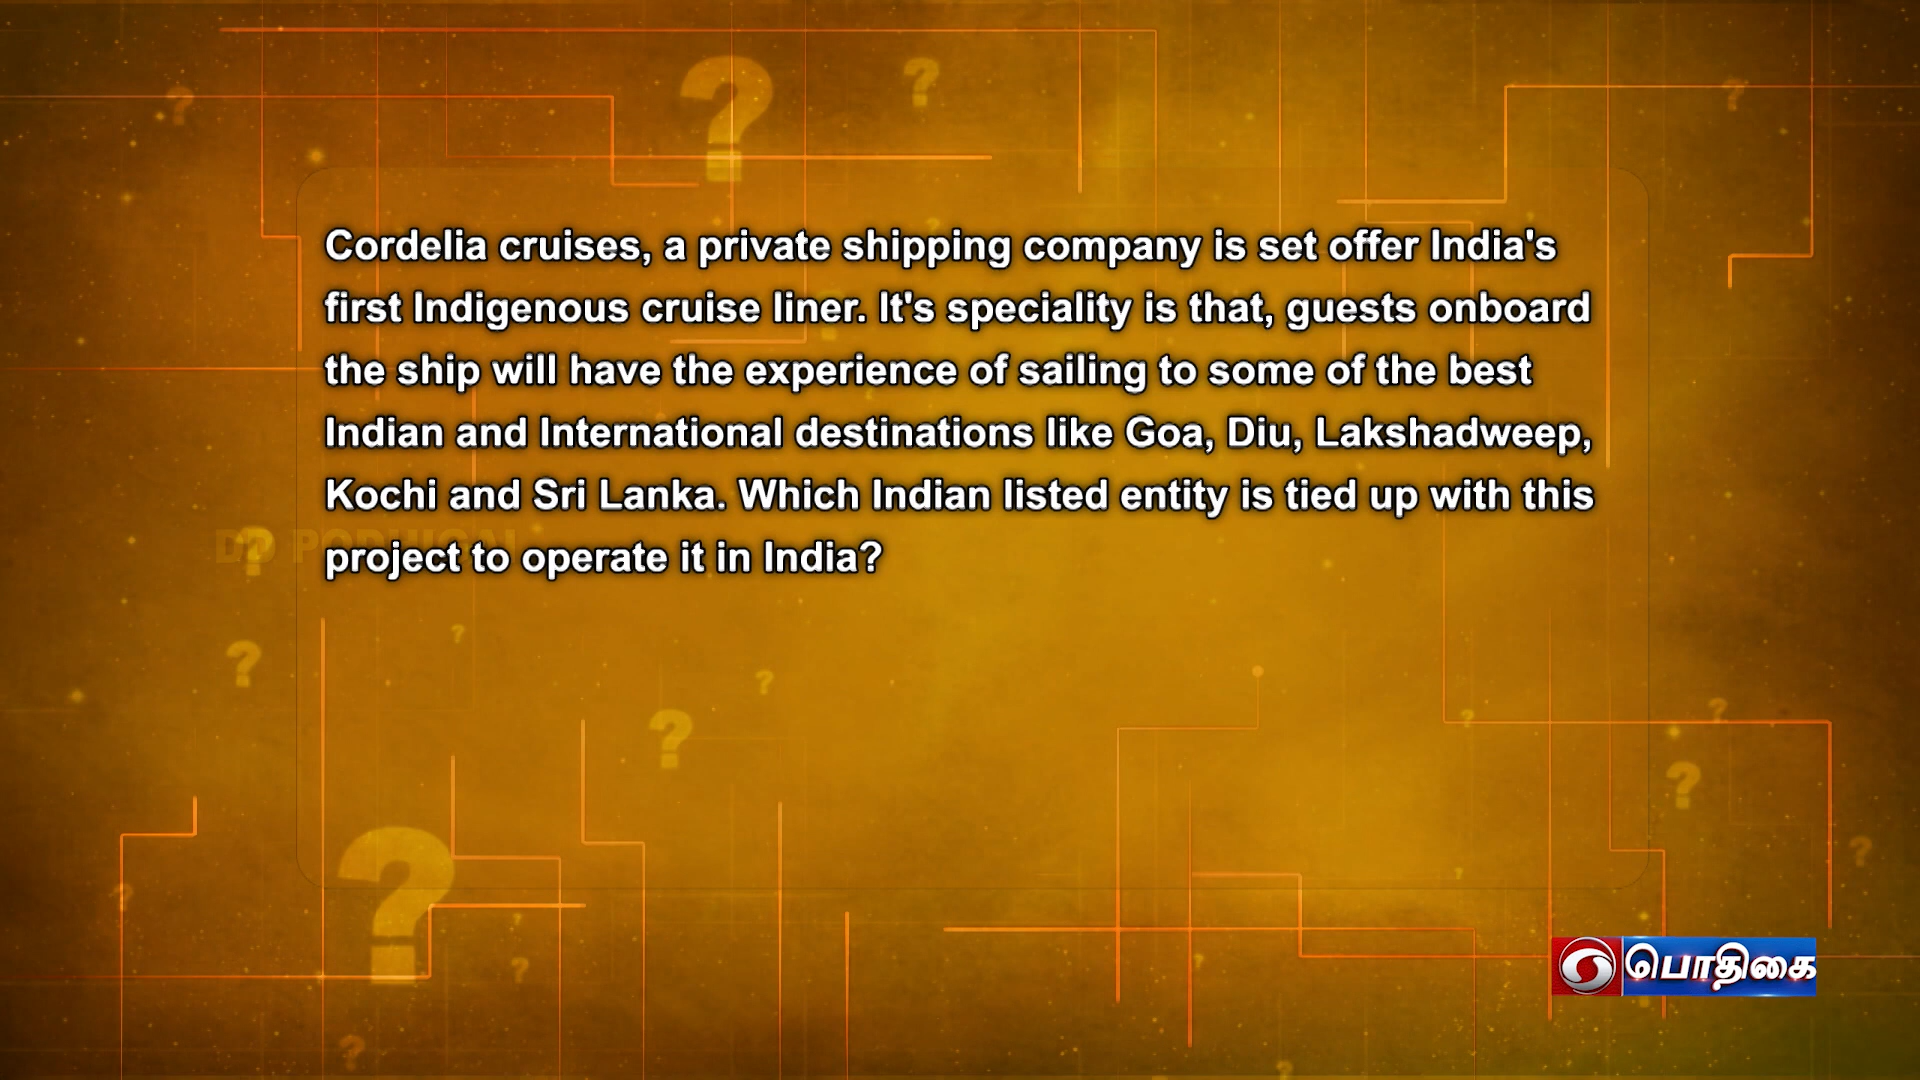 Cordelia cruises, a private shipping company is set offer India's
first Indigenous cruise liner. It's speciality is that, guests onboard
the ship will have the experience of sailing to some of the best
Indian and International destinations like Goa, Diu, Lakshadweep,
Kochi and Sri Lanka. Which Indian listed entity is tied up with this
DD PODHIGAI
project to operate it in India?
பொதிகை